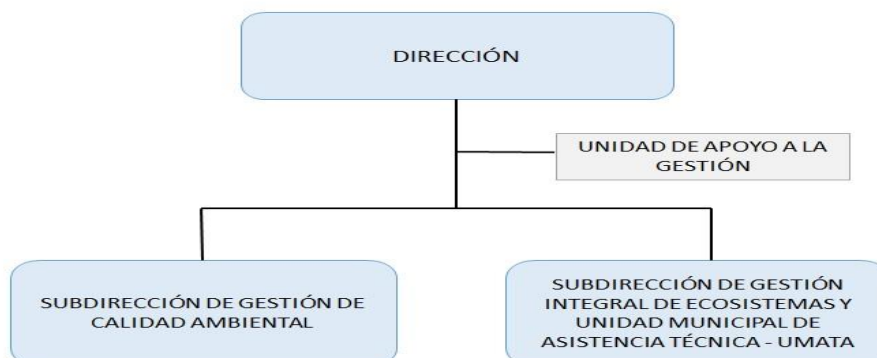 DIRECCIÓN
UNIDAD DE APOYO A LA
GESTIÓN
SUBDIRECCIÓN DE GESTIÓN DE
CALIDAD AMBIENTAL
SUBDIRECCIÓN DE GESTIÓN
INTEGRAL DE ECOSISTEMAS Y
UNIDAD MUNICIPAL DE
ASISTENCIA TÉCNICA - UMATA